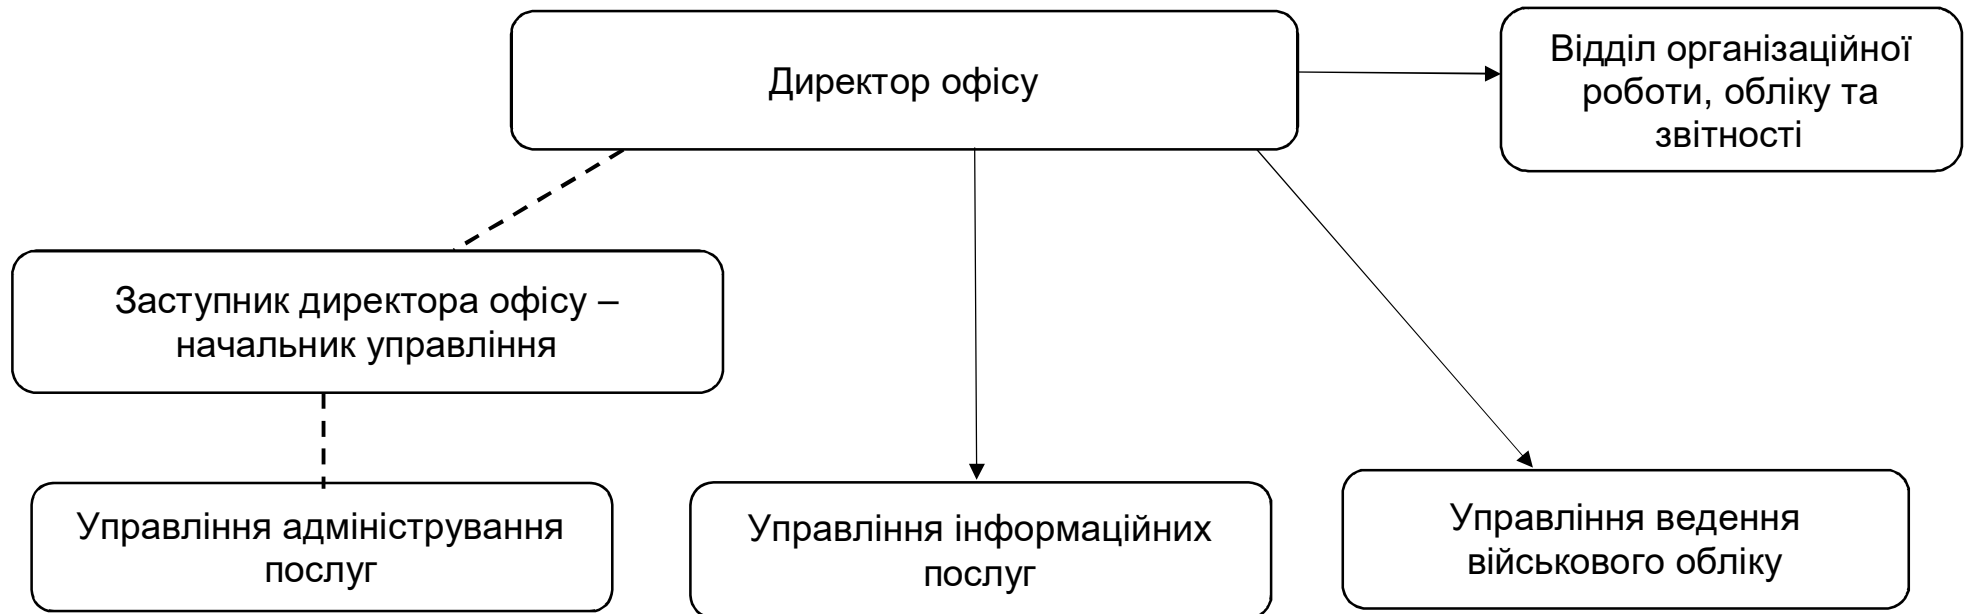 Директор офісу
Відділ організаційної
роботи, обліку та
звітності
Заступник директора офісу –
начальник управління
Управління адміністрування
послуг
Управління інформаційних
послуг
Управління ведення
військового обліку